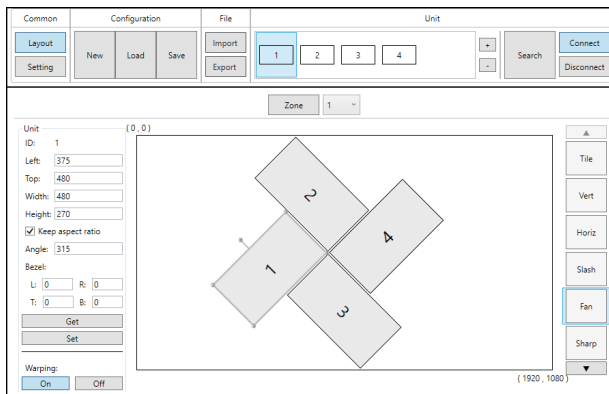 Common Configuration File Unit
Layout New Load Save Import 1 2 3 4 + Search Connect
Setting Export - Disconnect
Zone 1
Unit ( 0 , 0 )
ID: 1
Left: 375
Top: 480
Width: 480
Height: 270
Keep aspect ratio
Angle: 315
Bezel:
L: 0 R: 0
T: 0 B: 0
Get
Set
Warping:
On Off
2
4
1
3
( 1920 , 1080 )
Tile
Vert
Horiz
Slash
Fan
Sharp